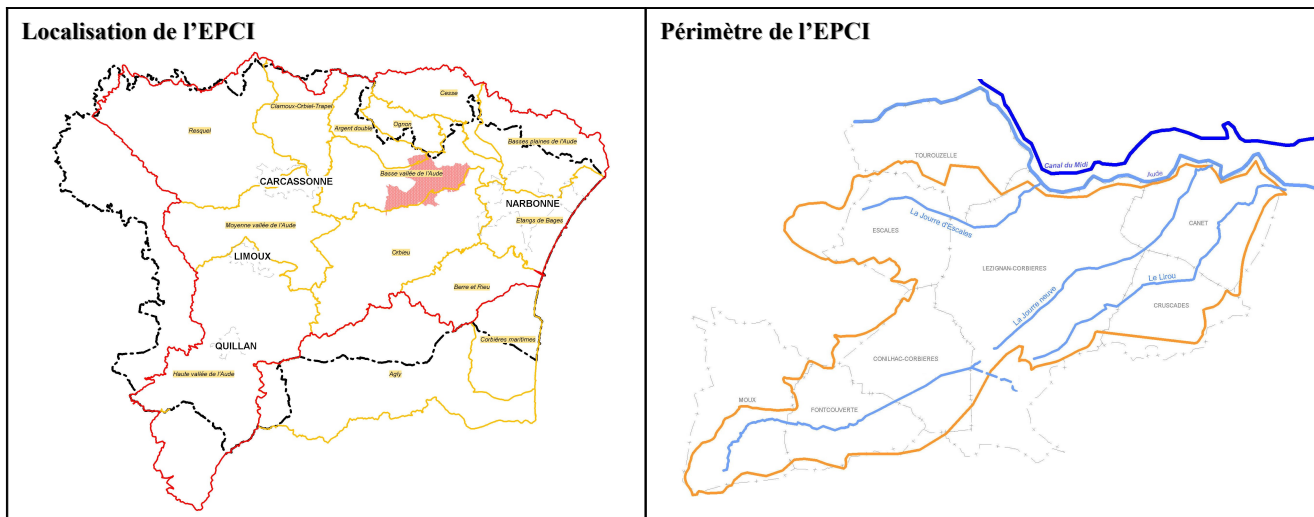 Localisation de l'EPCI
Cesse
Clamoux-Orbiel-Trapel
Ognon
Argent double
Resquel
Basses plaines de l'Aude
Basse vallée de l'Aude
CARCASSONNE
NARBONNE
Etangs de Bages
Moyenne vallée de l'Aude
Orbieu
LIMOUX
Berre et Rieu
Corbières maritimes
QUILLAN
Haute vallée de l'Aude
Agly
Périmètre de l'EPCI
TOUROUZELLE
Canal du Midi
Aude
La Jourre d'Escales
CANET
ESCALES
LEZIGNAN-CORBIERES
Le Lirou
CRUSCADES
La Jourre neuve
CONILHAC-CORBIERES
MOUX
FONTCOUVERTE